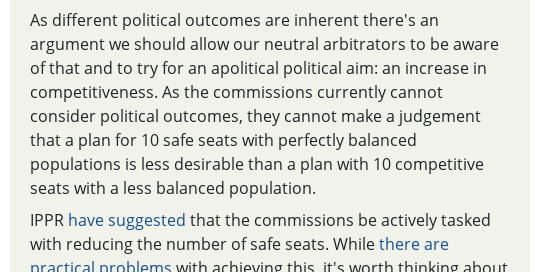 As different political outcomes are inherent there's an
argument we should allow our neutral arbitrators to be aware
of that and to try for an apolitical political aim: an increase in
competitiveness. As the commissions currently cannot
consider political outcomes, they cannot make a judgement
that a plan for 10 safe seats with perfectly balanced
populations is less desirable than a plan with 10 competitive
seats with a less balanced population.
IPPR have suggested that the commissions be actively tasked
with reducing the number of safe seats. While there are
practical problems with achieving this, it's worth thinking about